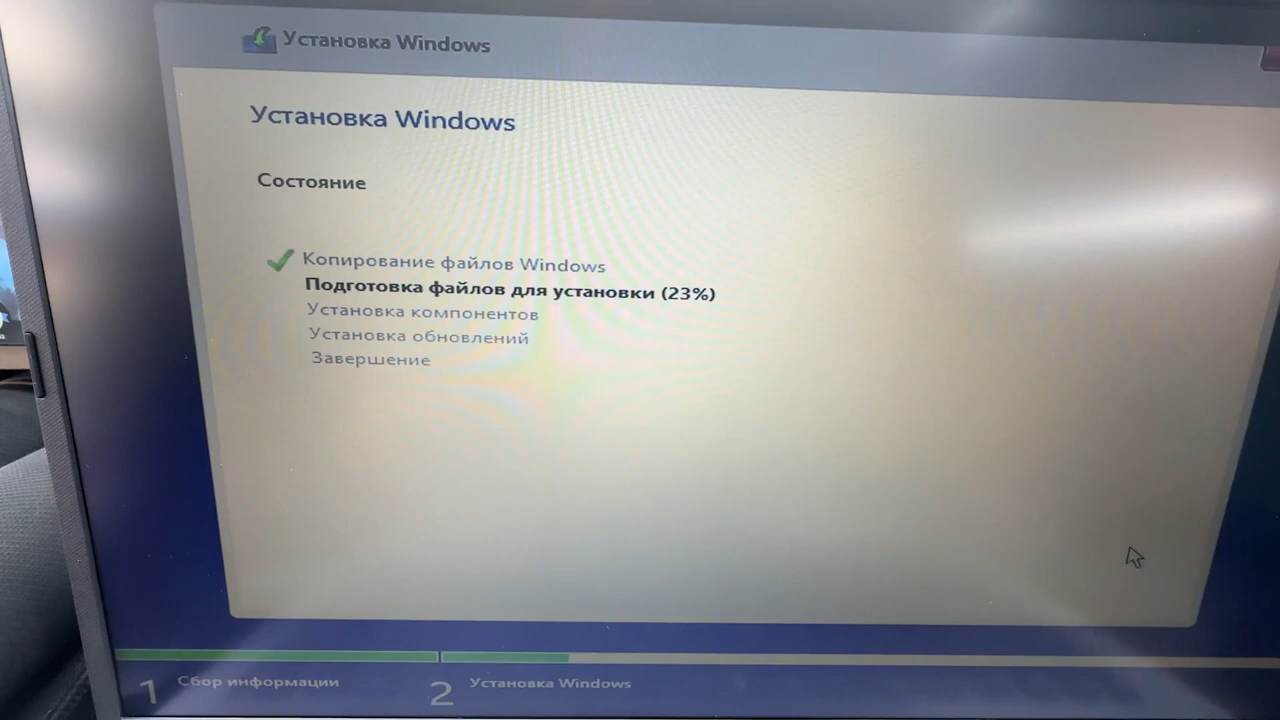 Установка Windows
Установка Windows
Состояние
Копирование файлов Windows
Подготовка файлов для установки (23%)
Установка компонентов
Установка обновлений
Завершение
1 Сбор информации
2 Установка Windows